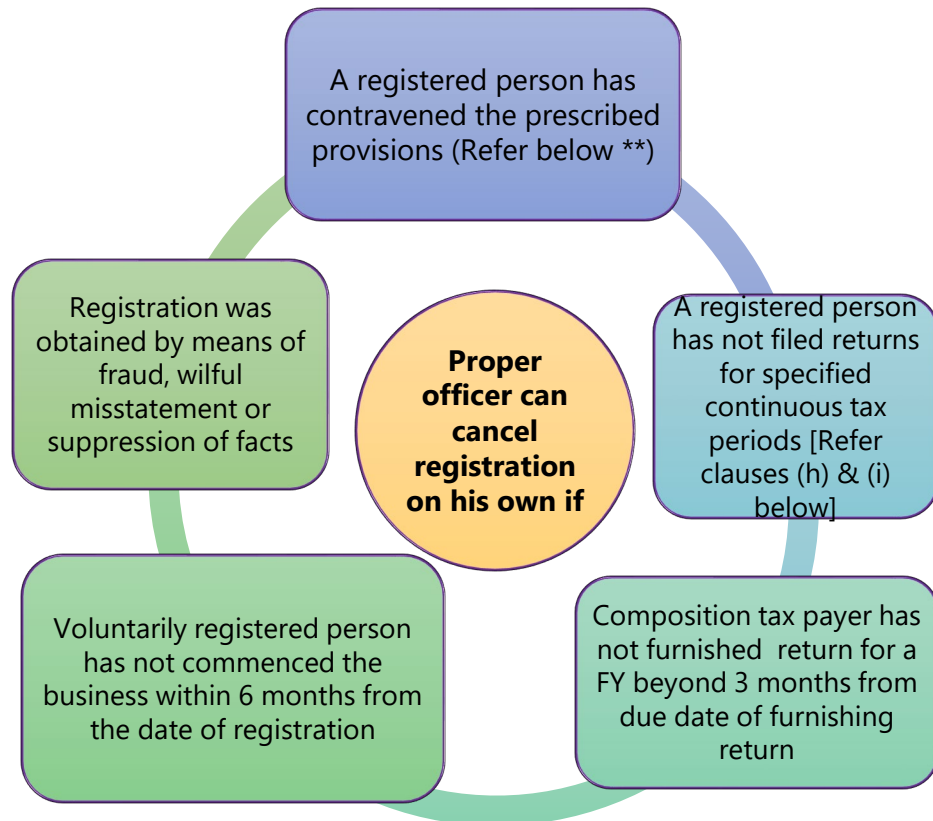 A registered person has
contravened the prescribed
provisions (Refer below **)
Registration was
obtained by means of
fraud, wilful
misstatement or
suppression of facts
Proper
officer can
cancel
registration
on his own if
A registered person
has not filed returns
for specified
continuous tax
periods [Refer
clauses (h) & (i)
below]
Voluntarily registered person
has not commenced the
business within 6 months from
the date of registration
Composition tax payer has
not furnished return for a
FY beyond 3 months from
due date of furnishing
return